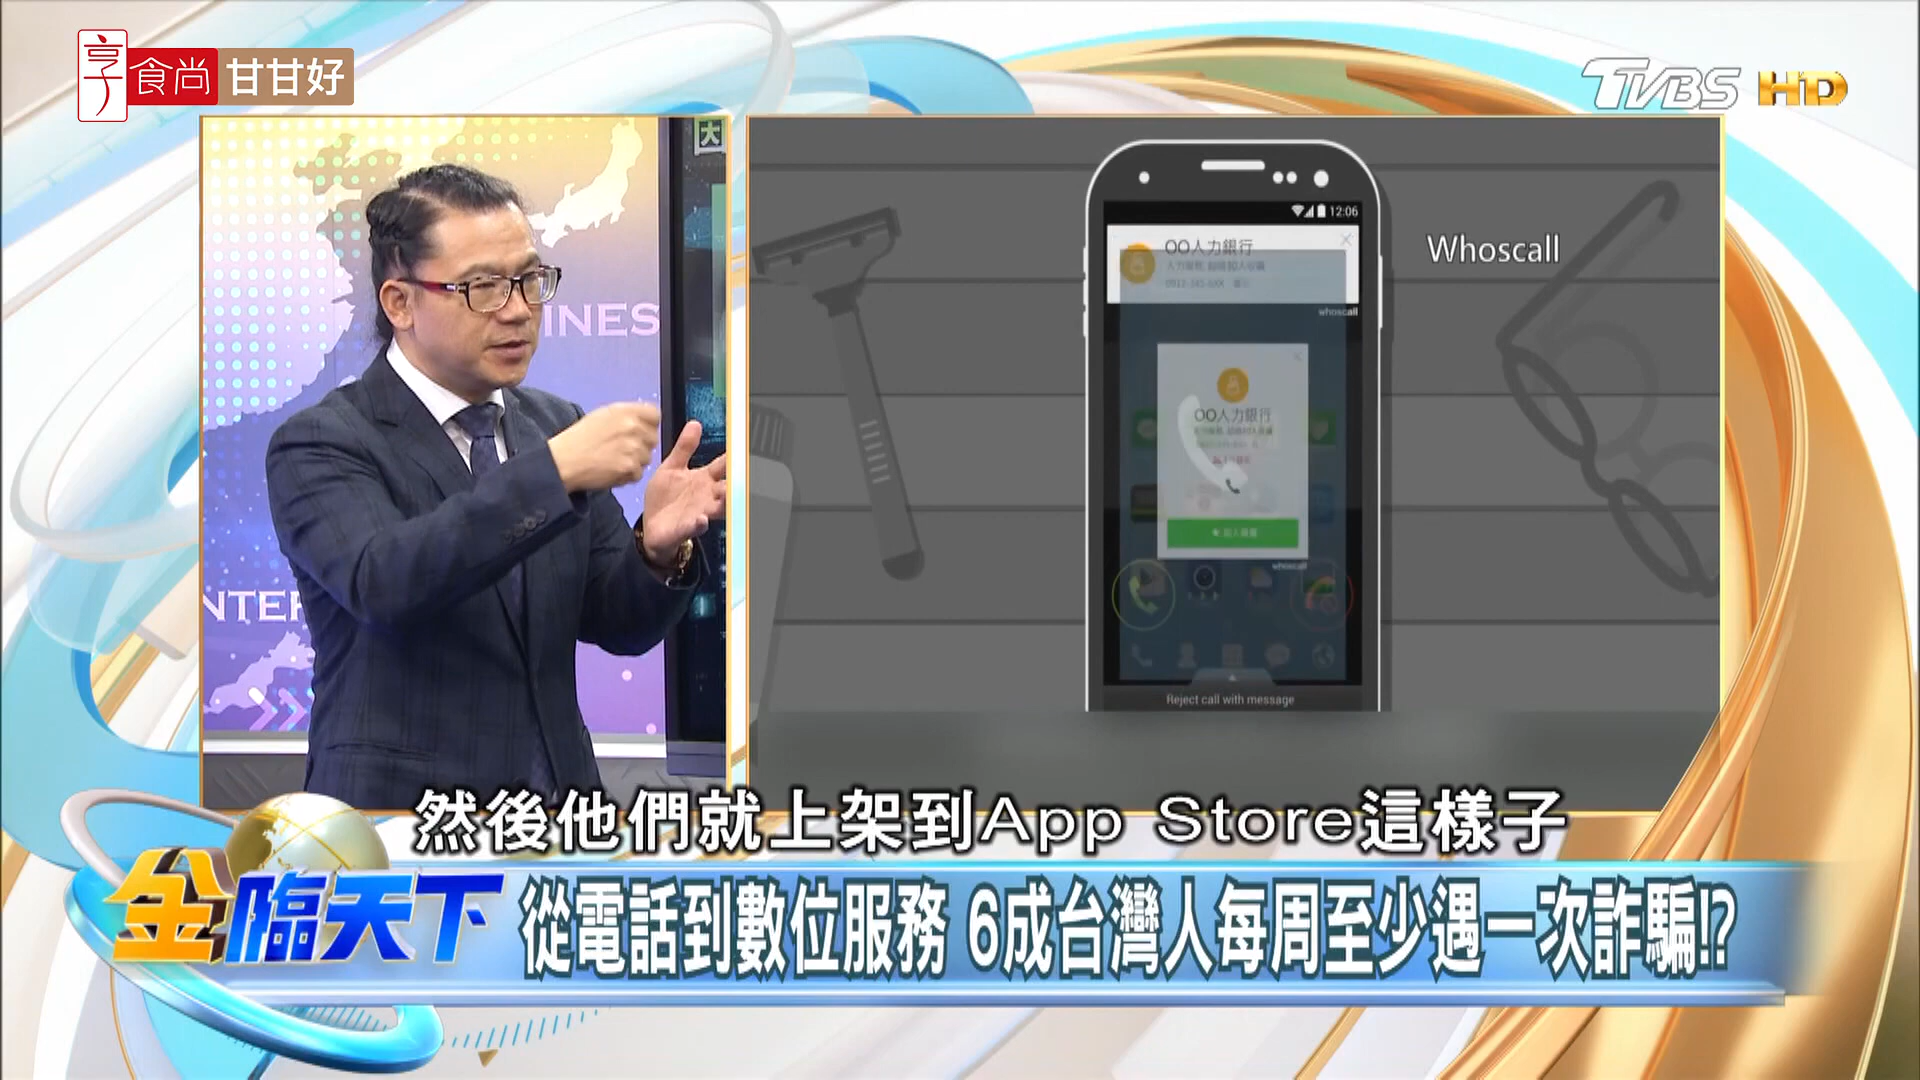 享
食尚 甘甘好
TVBS HD
大
INES
NTER
12:06
OO人力銀行
whoscall
Whoscall
OO人力銀行
whoscall
Reject call with message
然後他們就上架到App Store這樣子
金臨天下
從電話到數位服務 6成台灣人每周至少遇一次詐騙!?